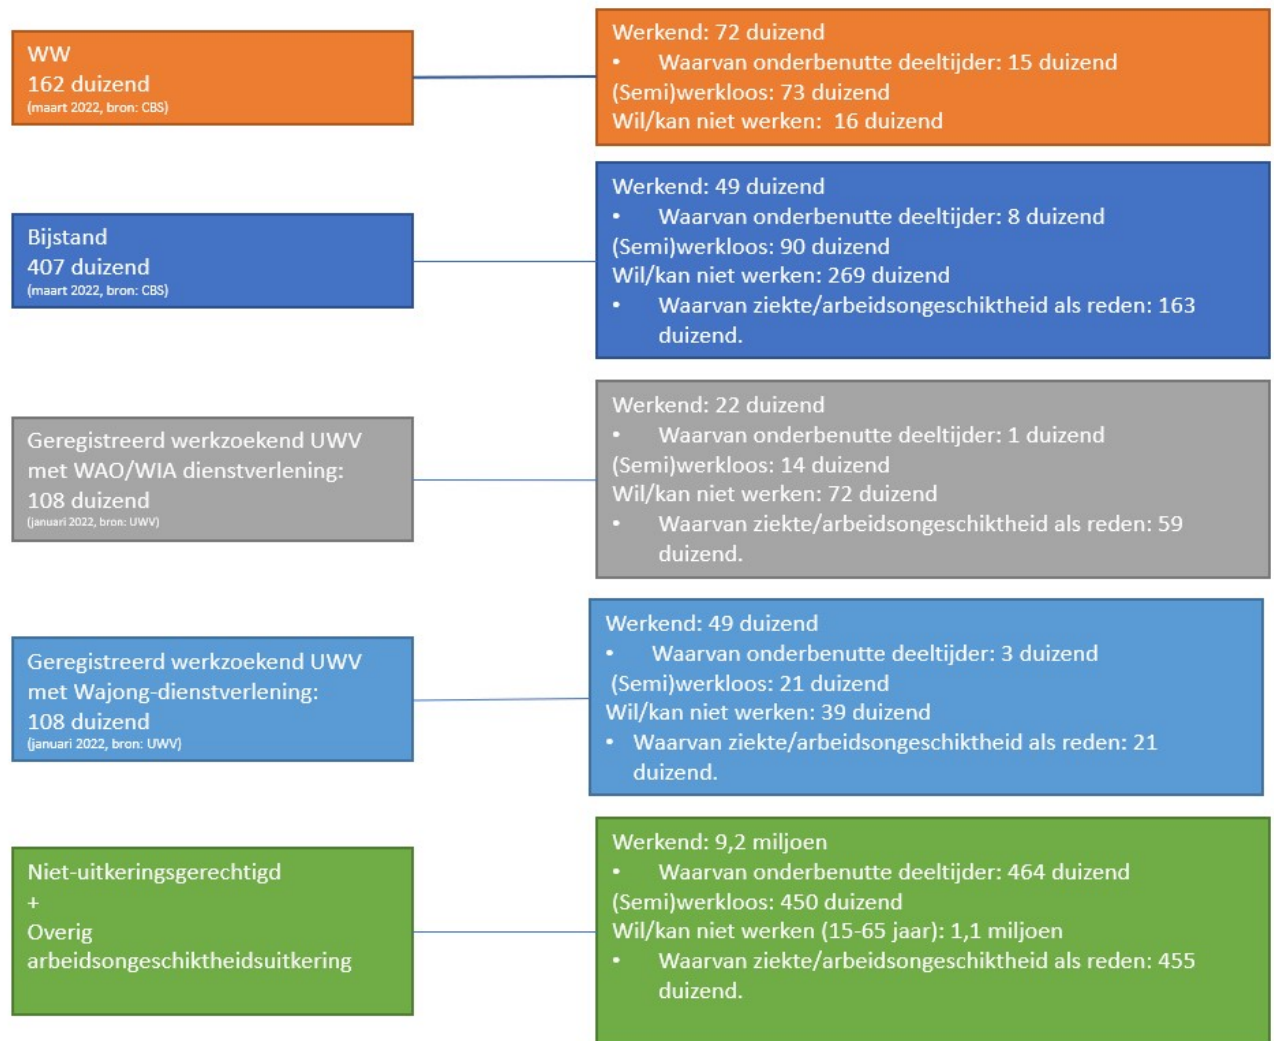 WW
162 duizend
(maart 2022, bron: CBS)
Werkend: 72 duizend
• Waarvan onderbenutte deeltijder: 15 duizend
(Semi)werkloos: 73 duizend
Wil/kan niet werken: 16 duizend
Bijstand
407 duizend
(maart 2022, bron: CBS)
Werkend: 49 duizend
• Waarvan onderbenutte deeltijder: 8 duizend
(Semi)werkloos: 90 duizend
Wil/kan niet werken: 269 duizend
• Waarvan ziekte/arbeidsongeschiktheid als reden: 163
duizend.
Geregistreerd werkzoekend UWV
met WAO/WIA dienstverlening:
108 duizend
(januari 2022, bron: UWV)
Werkend: 22 duizend
• Waarvan onderbenutte deeltijder: 1 duizend
(Semi)werkloos: 14 duizend
Wil/kan niet werken: 72 duizend
• Waarvan ziekte/arbeidsongeschiktheid als reden: 59
duizend.
Geregistreerd werkzoekend UWV
met Wajong-dienstverlening:
108 duizend
(januari 2022, bron: UWV)
Werkend: 49 duizend
• Waarvan onderbenutte deeltijder: 3 duizend
(Semi)werkloos: 21 duizend
Wil/kan niet werken: 39 duizend
• Waarvan ziekte/arbeidsongeschiktheid als reden: 21
duizend.
Niet-uitkeringsgerechtigd
+
Overig
arbeidsongeschiktheidsuitkering
Werkend: 9,2 miljoen
• Waarvan onderbenutte deeltijder: 464 duizend
(Semi)werkloos: 450 duizend
Wil/kan niet werken (15-65 jaar): 1,1 miljoen
• Waarvan ziekte/arbeidsongeschiktheid als reden: 455
duizend.